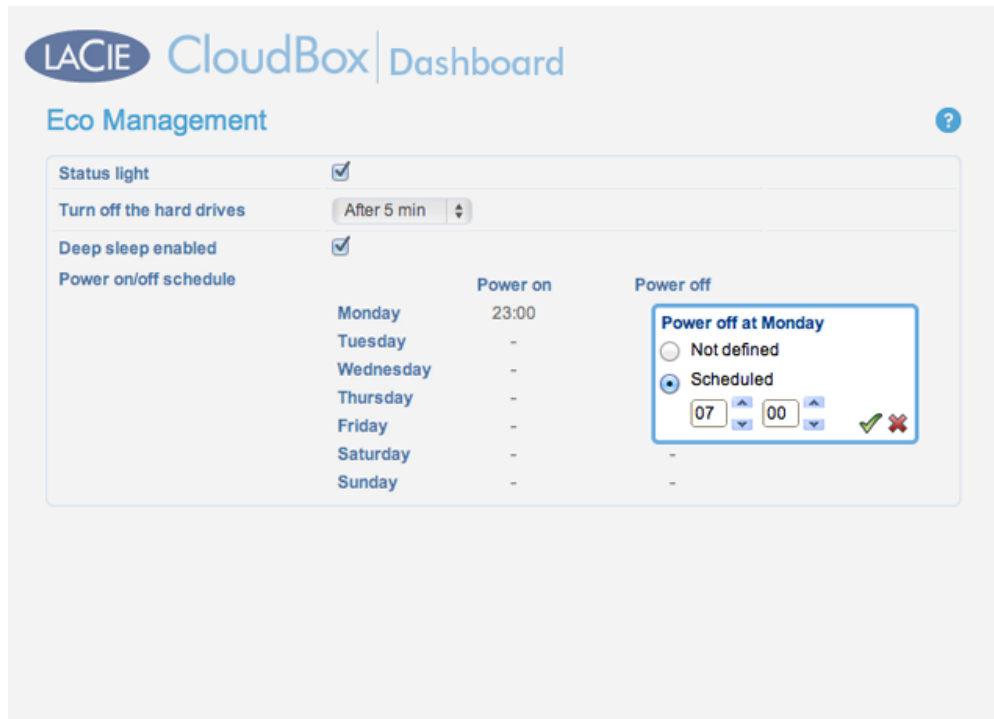 LACIE CloudBox Dashboard
Eco Management ?
Status light
Turn off the hard drives After 5 min
Deep sleep enabled
Power on/off schedule
Power on Power off
Monday 23:00
Tuesday -
Wednesday -
Thursday -
Friday -
Saturday - -
Sunday - -
Power off at Monday
Not defined
Scheduled
07 00